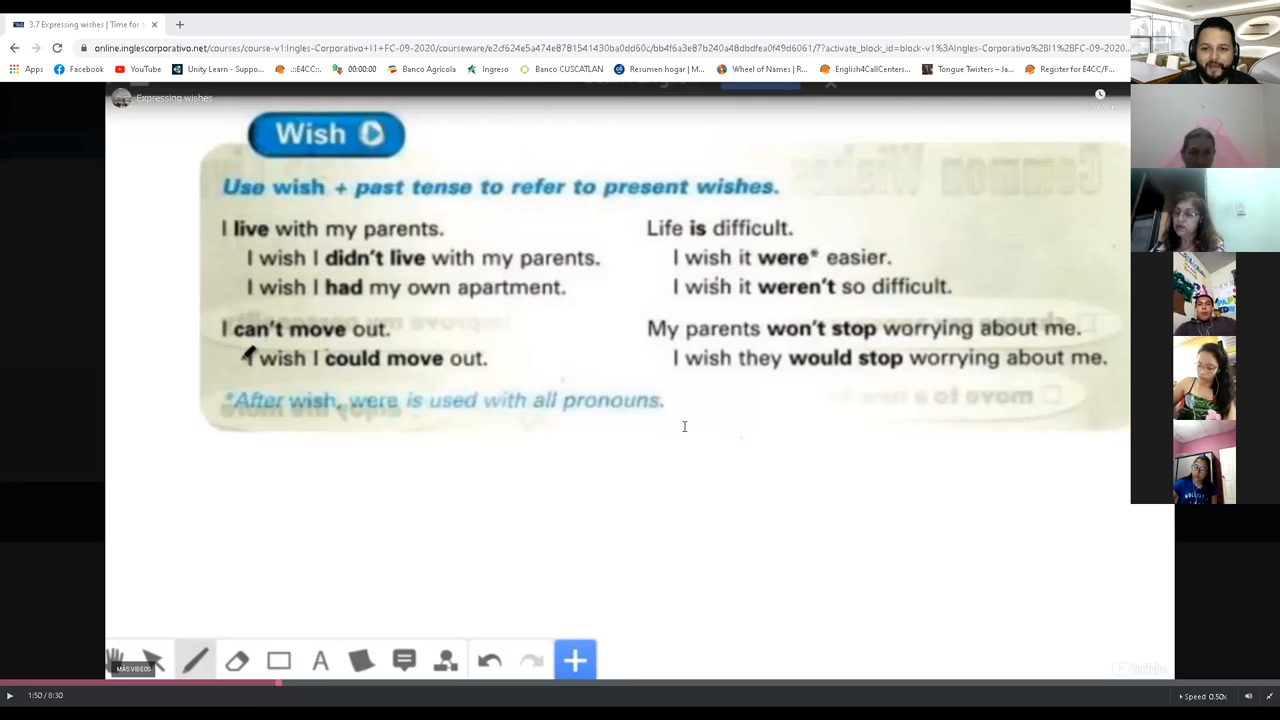 3.7 Expressing wishes | Time for s
online.inglescorporativo.net/courses/course-v1:Ingles-Corporativo+I1+FC-09-2020/courseware/e2cf624e5a474e8781541430ba0dd60c/bb4f6a3e87b240a48dbdfea0f49d6061/7?activate_block_id=block-v1%3AIngles-Corporativo%2BI1%2BFC-09-2020...
Apps Facebook YouTube Unity Learn - Suppo... .::E4CC::. 00:00:00 Banco Agrícola Ingreso Banco CUSCATLAN Resumen hogar | M... Wheel of Names | R... English4CallCenters... Tongue Twisters – Ja... Register for E4CC/F...
Expressing wishes
Wish
Use wish + past tense to refer to present wishes.
I live with my parents.
I wish I didn't live with my parents.
I wish I had my own apartment.
I can't move out.
I wish I could move out.
Life is difficult.
I wish it were* easier.
I wish it weren't so difficult.
My parents won't stop worrying about me.
I wish they would stop worrying about me.
*After wish, were is used with all pronouns.
MÁS VÍDEOS
YouTube
1:50 / 8:30
Speed 0.50x